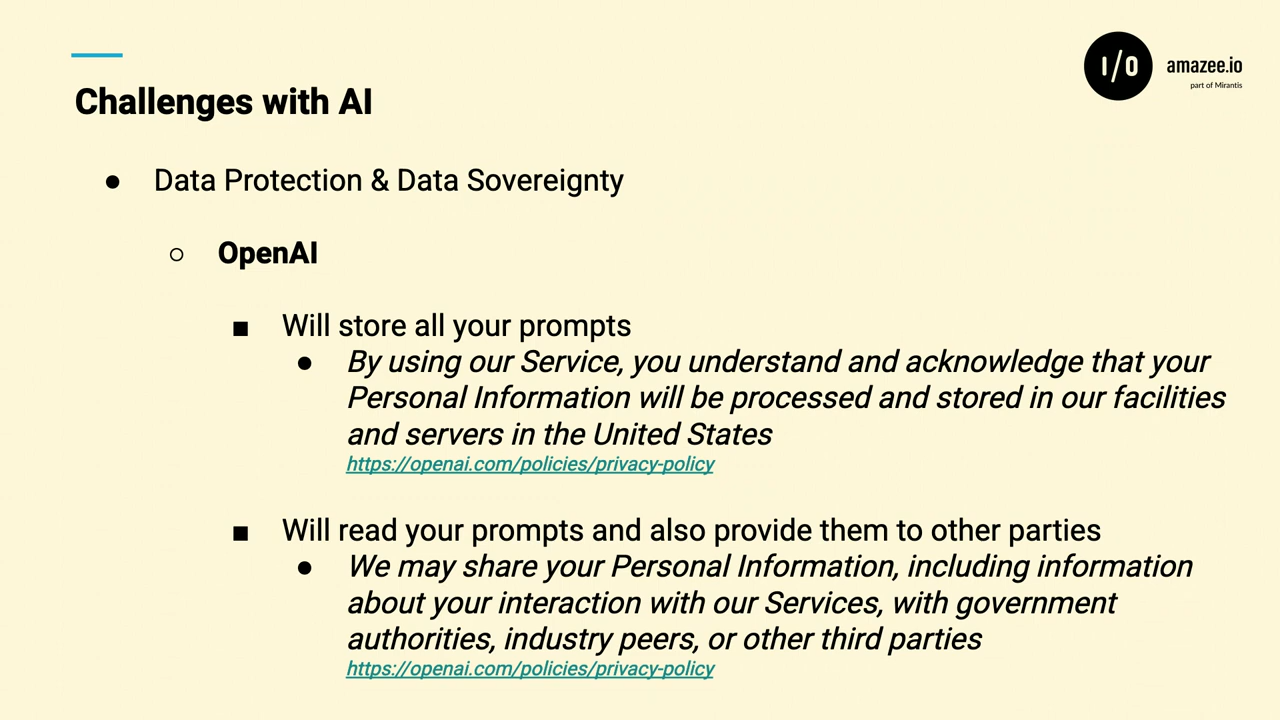 I/O
amazee.io
part of Mirantis
Challenges with AI
● Data Protection & Data Sovereignty
○ OpenAI
■ Will store all your prompts
● By using our Service, you understand and acknowledge that your
Personal Information will be processed and stored in our facilities
and servers in the United States
https://openai.com/policies/privacy-policy
■ Will read your prompts and also provide them to other parties
● We may share your Personal Information, including information
about your interaction with our Services, with government
authorities, industry peers, or other third parties
https://openai.com/policies/privacy-policy